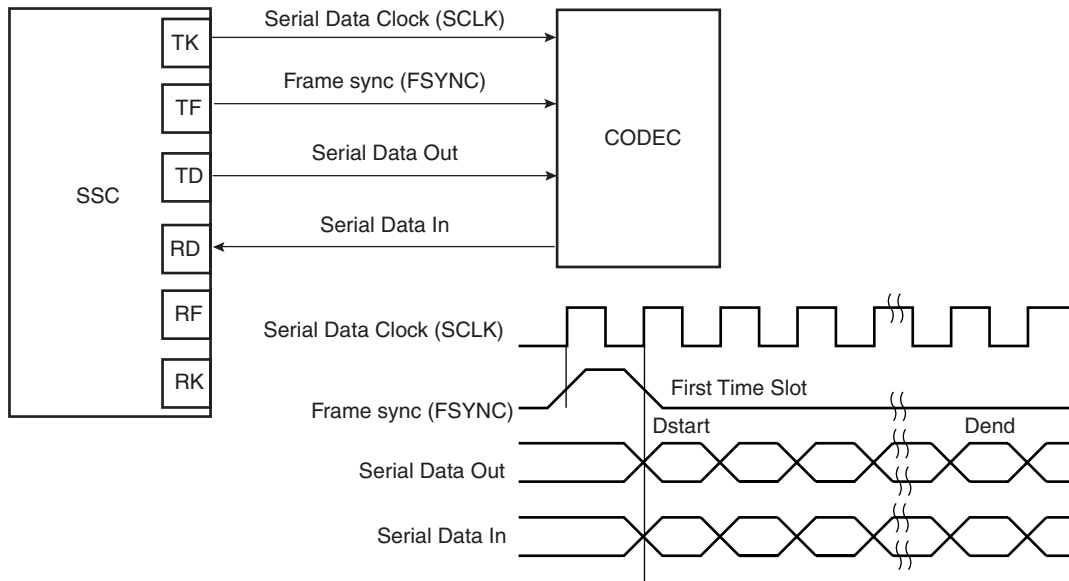 Serial Data Clock (SCLK)
TK
Frame sync (FSYNC)
TF
CODEC
Serial Data Out
TD
SSC
Serial Data In
RD
RF
Serial Data Clock (SCLK)
RK
First Time Slot
Frame sync (FSYNC)
Dstart
Dend
Serial Data Out
Serial Data In